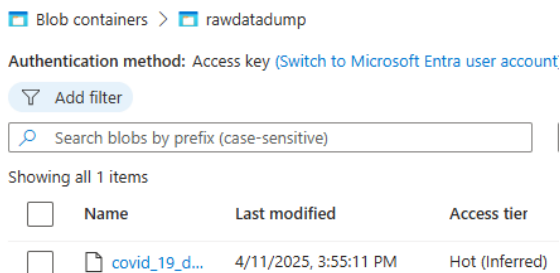 Blob containers > rawdatadump
Authentication method: Access key (Switch to Microsoft Entra user account)
Add filter
Search blobs by prefix (case-sensitive)
Showing all 1 items
Name Last modified Access tier
covid_19_d... 4/11/2025, 3:55:11 PM Hot (Inferred)